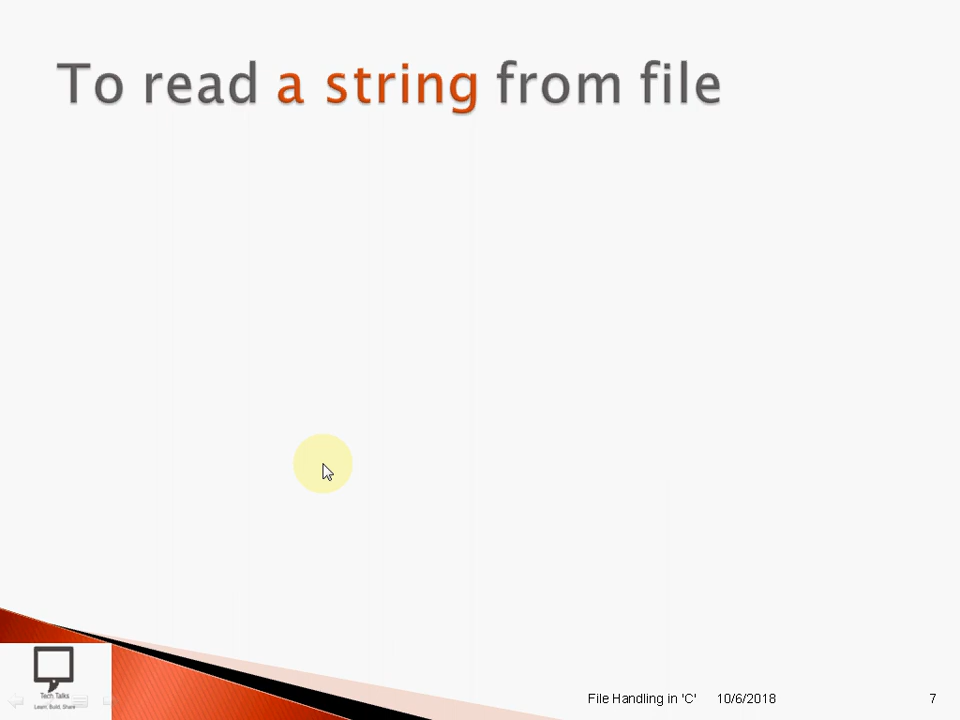 To read a string from file
Tech Talks
Learn. Build. Share
File Handling in 'C' 10/6/2018 7